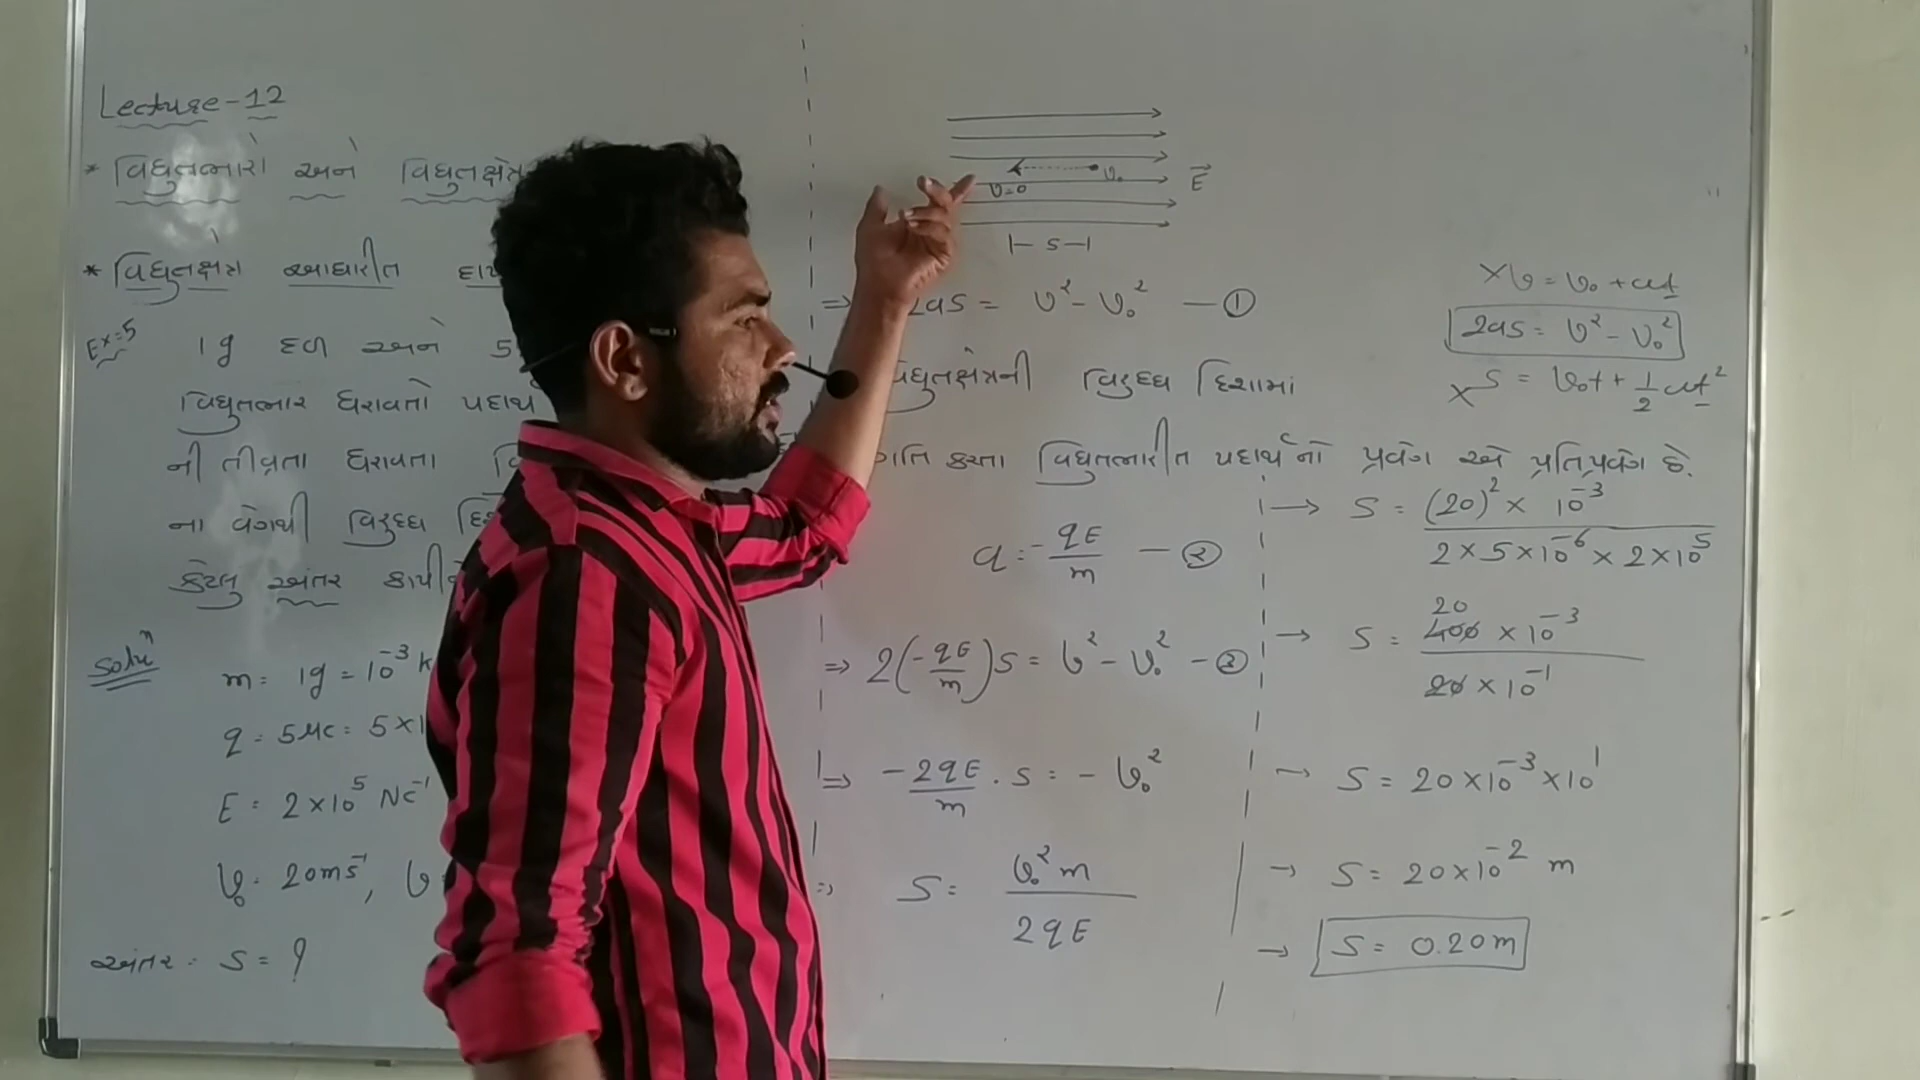 Lecture-12
* વિદ્યુતભારો અને વિદ્યુતક્ષેત્ર
* વિદ્યુતક્ષેત્ર આધારીત
Ex:5 1g દળ અને 5
વિદ્યુતભાર ધરાવતો પદાર્થ
ની તીવ્રતા ધરાવતા
ના વેગથી વિરુદ્ધ
કેટલુ અંતર કાપી
Soluⁿ
m = 1g = 10⁻³ k
q = 5μc = 5×1
E = 2×10⁵ NC⁻¹
v₀ = 20ms⁻¹, v
અંતર = S = ?
E⃗
v₀
v=0
|— S —|
⇒ 2as = v² - v₀² — ①
વિદ્યુતક્ષેત્રની વિરુદ્ધ દિશામાં
ગતિ કરતા વિદ્યુતભારીત પદાર્થનો પ્રવેગ એ પ્રતિપ્રવેગ છે.
a = -qE/m — ②
⇒ 2(-qE/m)S = v² - v₀² - ③
⇒ -2qE/m . S = - v₀²
⇒ S = v₀²m / 2qE
× v = v₀ + at
2as = v² - v₀²
× S = v₀t + 1/2 at²
→ S = (20)² × 10⁻³ / 2×5×10⁻⁶ × 2×10⁵
→ S = 20 400 × 10⁻³ / 20 × 10⁻¹
→ S = 20×10⁻³×10¹
→ S = 20×10⁻² m
→ S = 0.20m